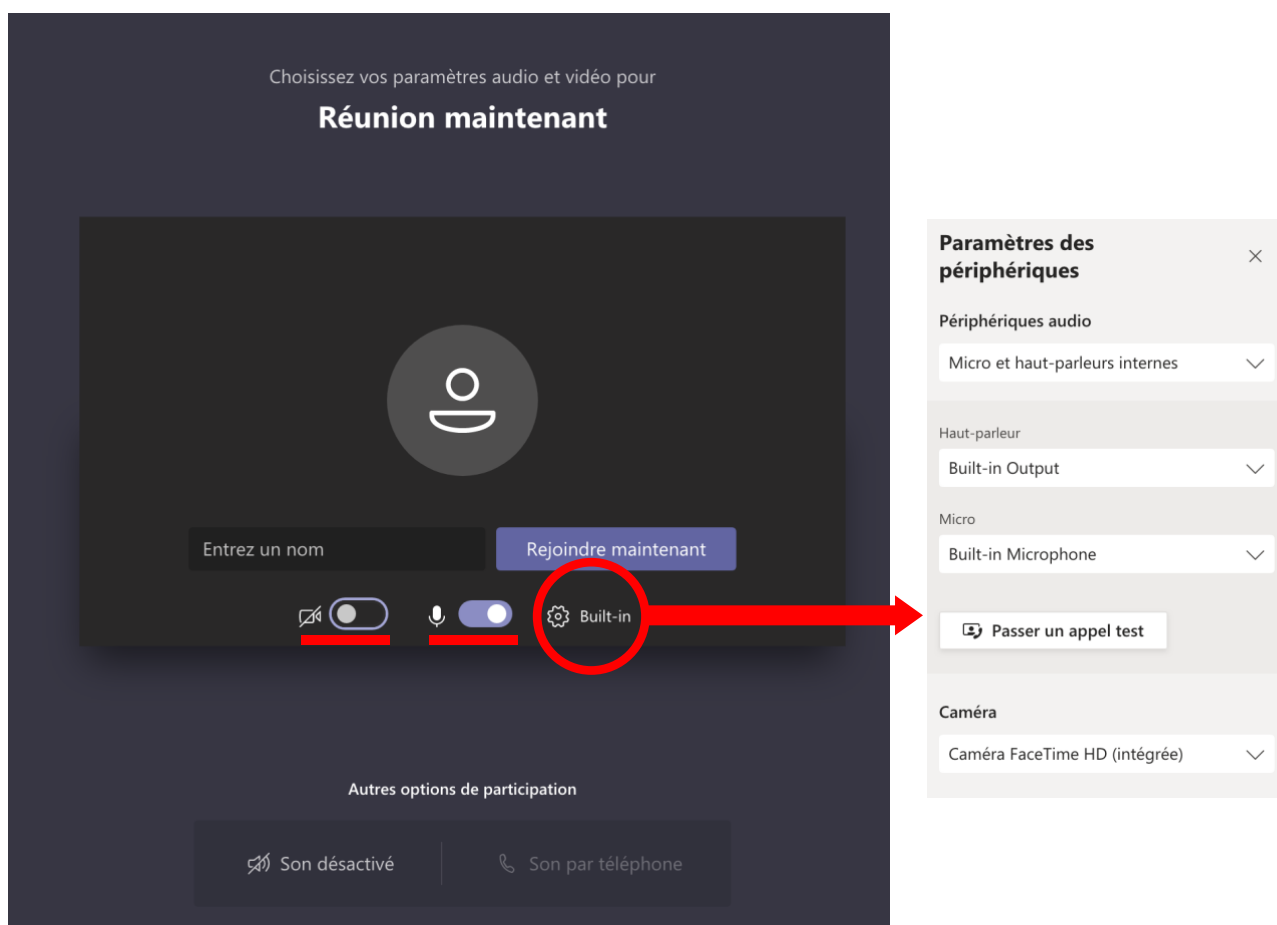 Choisissez vos paramètres audio et vidéo pour
Réunion maintenant
Entrez un nom
Rejoindre maintenant
Built-in
Autres options de participation
Son désactivé
Son par téléphone
Paramètres des
périphériques
Périphériques audio
Micro et haut-parleurs internes
Haut-parleur
Built-in Output
Micro
Built-in Microphone
Passer un appel test
Caméra
Caméra FaceTime HD (intégrée)